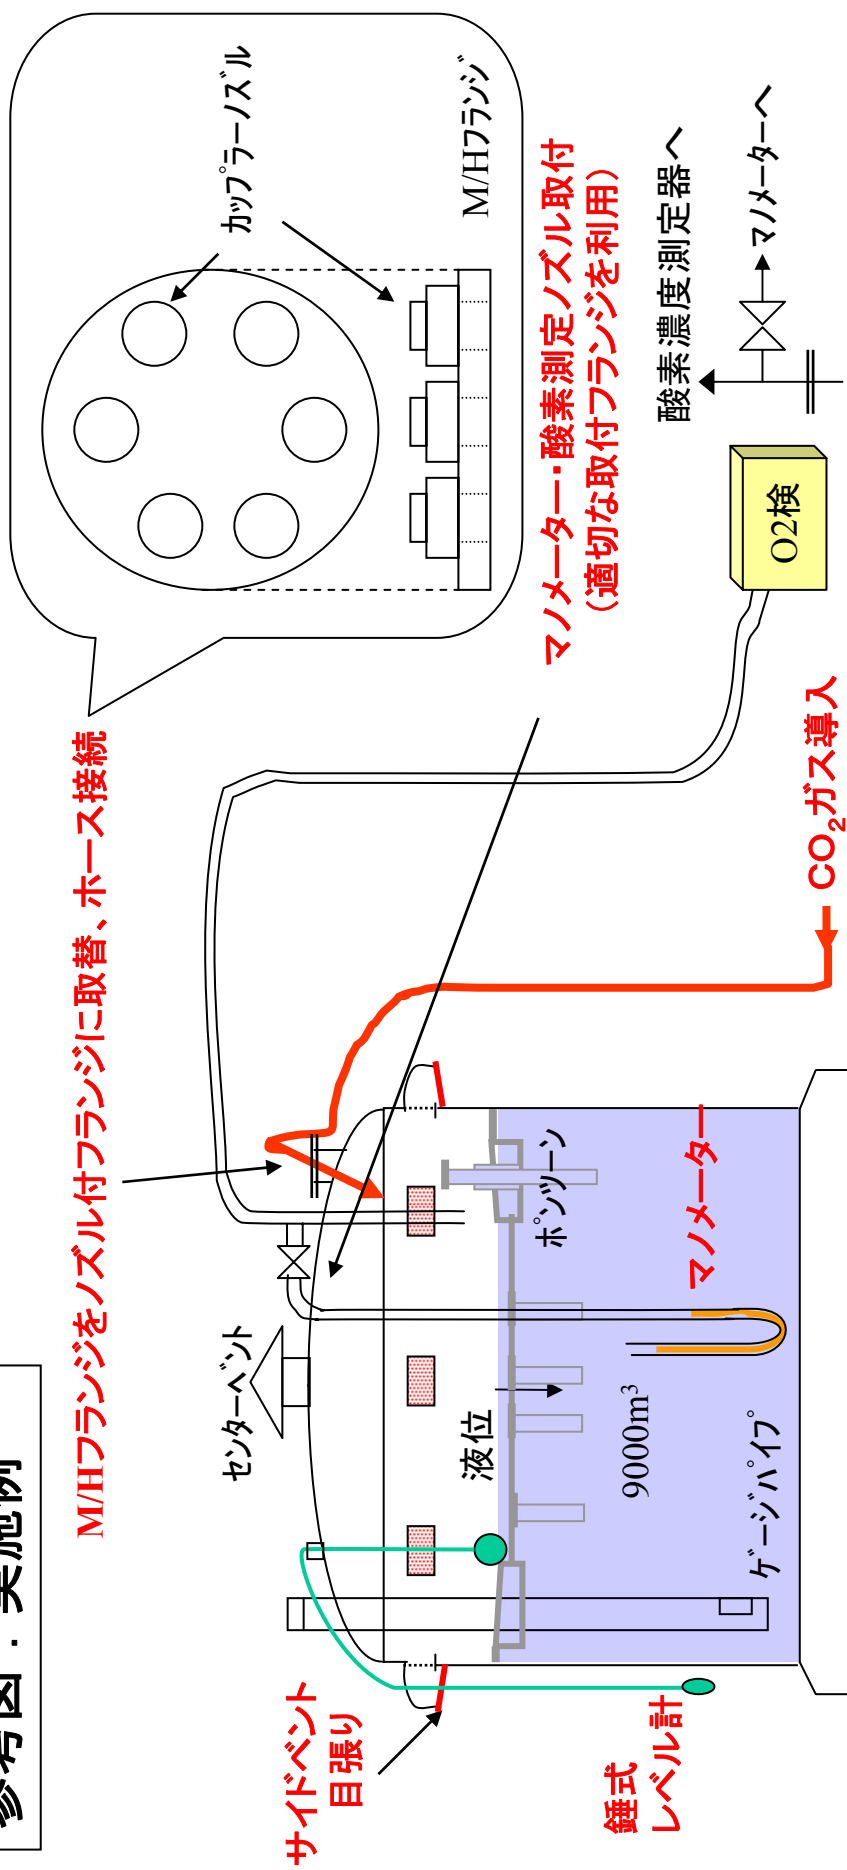 参考図：実施例
M/Hフランジをノズル付フランジに取替、ホース接続
カップラーノズル
M/Hフランジ
マノメーター・酸素測定ノズル取付
（適切な取付フランジを利用）
酸素濃度測定器へ
マノメーターへ
O2検
CO₂ガス導入
センターベント
サイドベント
目張り
液位
ポンツーン
9000m³
マノメーター
ゲージパイプ
錘式
レベル計